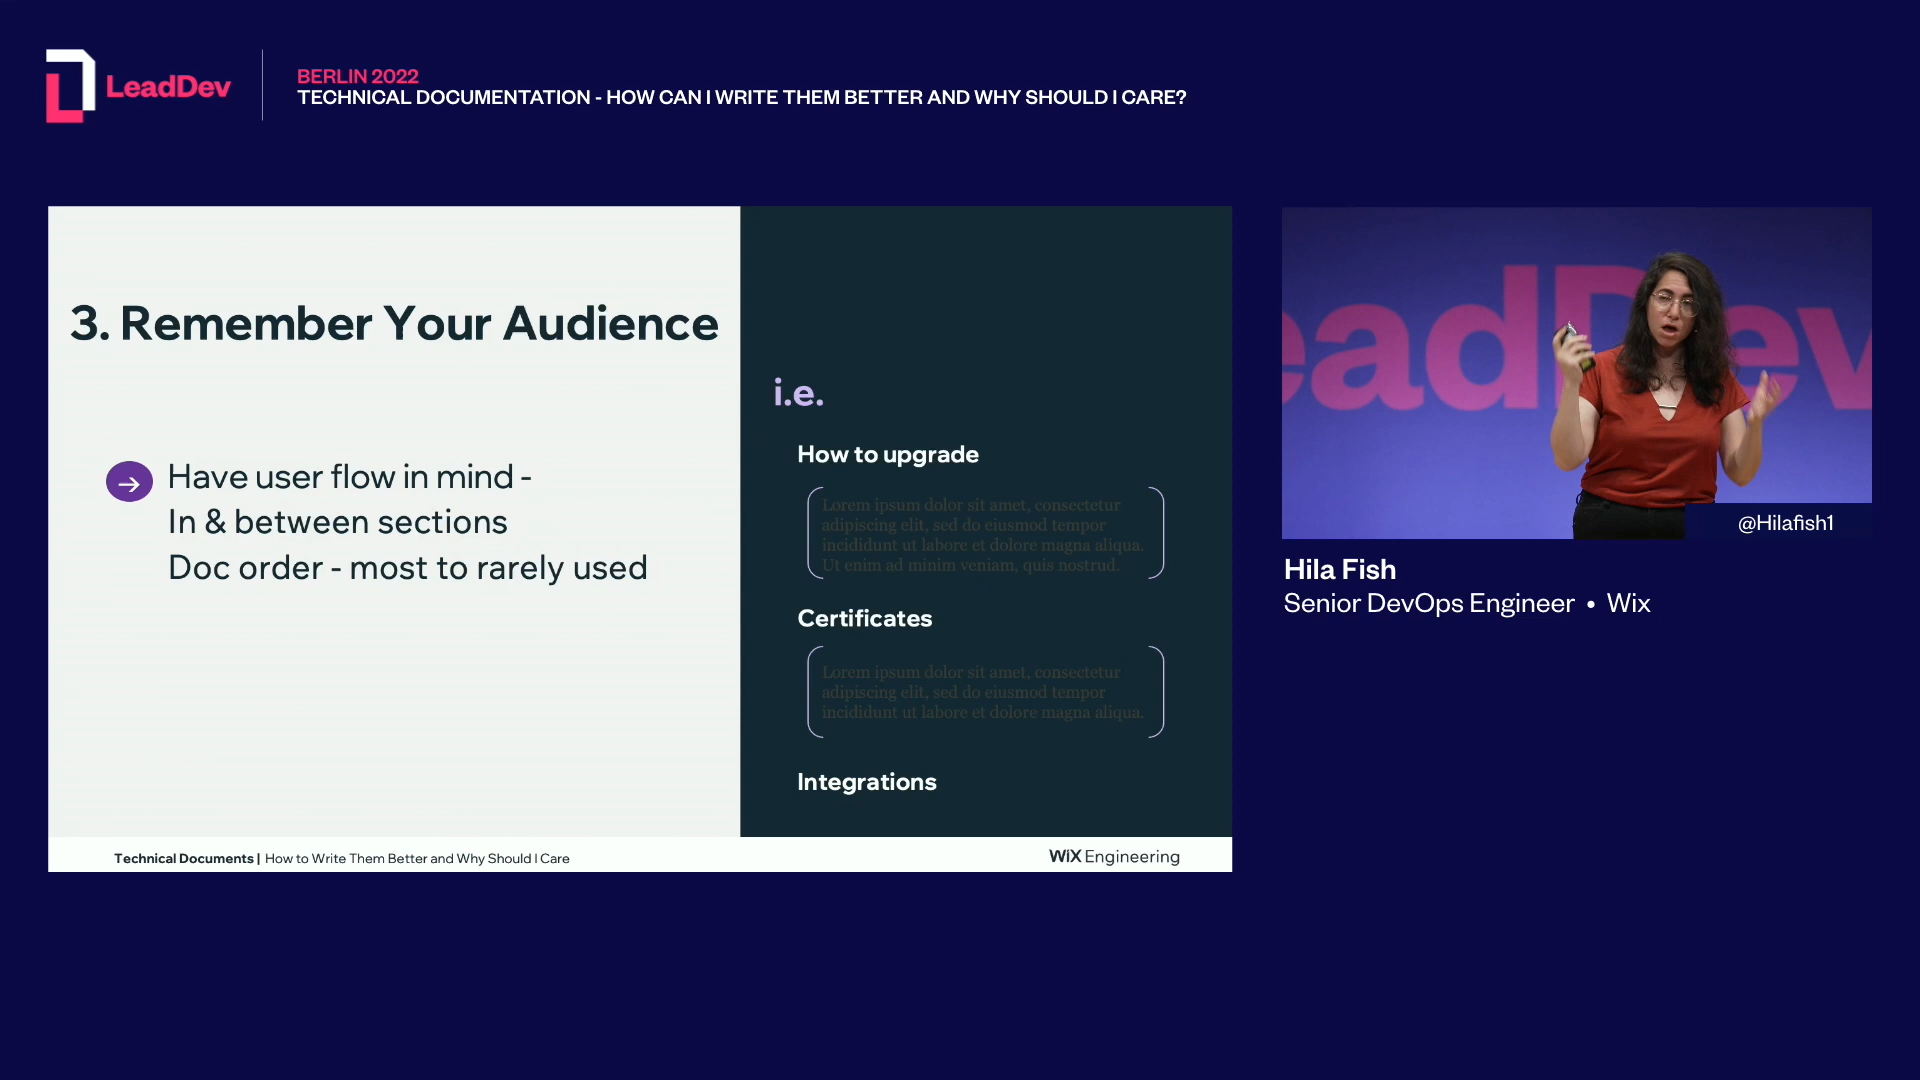 LeadDev
BERLIN 2022
TECHNICAL DOCUMENTATION - HOW CAN I WRITE THEM BETTER AND WHY SHOULD I CARE?
3. Remember Your Audience
Have user flow in mind -
In & between sections
Doc order - most to rarely used
i.e.
How to upgrade
Lorem ipsum dolor sit amet, consectetur
adipiscing elit, sed do eiusmod tempor
incididunt ut labore et dolore magna aliqua.
Ut enim ad minim veniam, quis nostrud.
Certificates
Lorem ipsum dolor sit amet, consectetur
adipiscing elit, sed do eiusmod tempor
incididunt ut labore et dolore magna aliqua.
Integrations
Technical Documents | How to Write Them Better and Why Should I Care
WiX Engineering
eadDev
@Hilafish1
Hila Fish
Senior DevOps Engineer • Wix